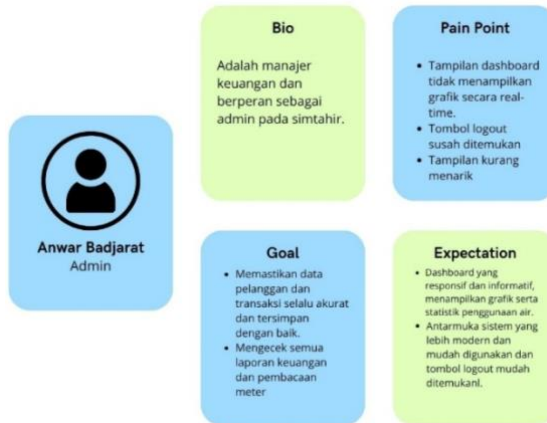 Anwar Badjarat
Admin
Bio
Adalah manajer
keuangan dan
berperan sebagai
admin pada simtahir.
Pain Point
• Tampilan dashboard
tidak menampilkan
grafik secara real-
time.
• Tombol logout
susah ditemukan
• Tampilan kurang
menarik
Goal
• Memastikan data
pelanggan dan
transaksi selalu akurat
dan tersimpan
dengan baik.
• Mengecek semua
laporan keuangan
dan pembacaan
meter
Expectation
• Dashboard yang
responsif dan informatif,
menampilkan grafik serta
statistik penggunaan air.
• Antarmuka sistem yang
lebih modern dan
mudah digunakan dan
tombol logout mudah
ditemukanl.